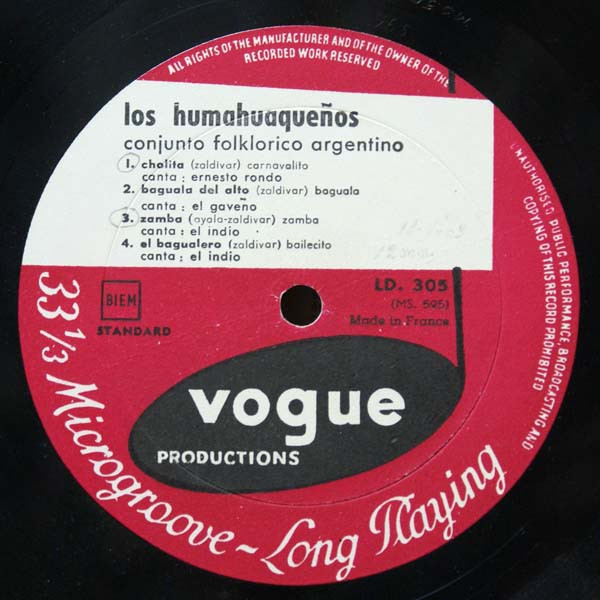 ALL RIGHTS OF THE MANUFACTURER AND OF THE OWNER OF THE
RECORDED WORK RESERVED
los humahuaqueños
conjunto folklorico argentino
1. cholita (zaldivar) carnavalito
canta : ernesto rondo
2. baguala del alto (zaldivar) baguala
canta : el gaveño
3. zamba (ayala-zaldivar) zamba
canta : el indio
4. el bagualero (zaldivar) bailecito
canta : el indio
BIEM
STANDARD
LD. 305
(MS. 595)
Made in France
vogue
PRODUCTIONS
33 1/3 Microgroove - Long Playing
UNAUTHORISED PUBLIC PERFORMANCE, BROADCASTING AND
COPYING OF THIS RECORD PROHIBITED